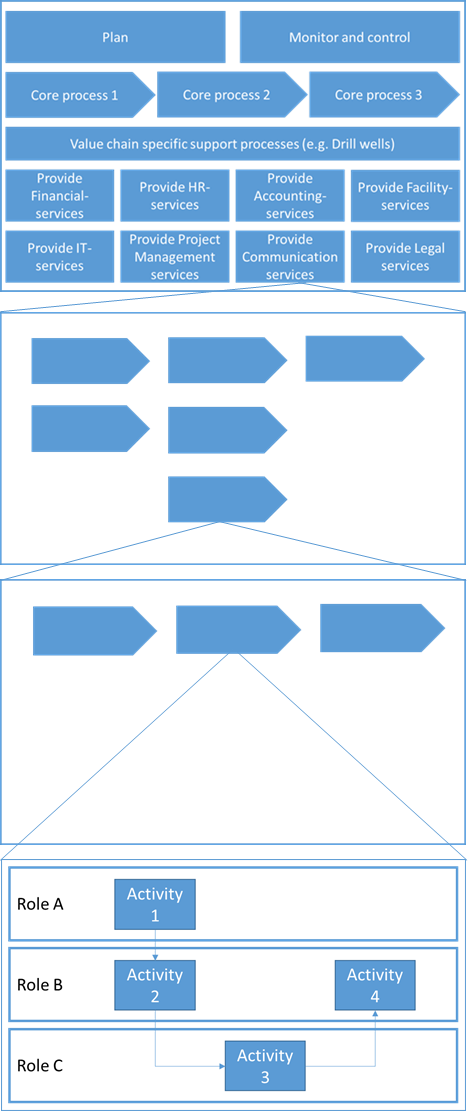 Plan
Monitor and control
Core process 1
Core process 2
Core process 3
Value chain specific support processes (e.g. Drill wells)
Provide
Financial-
services
Provide HR-
services
Provide
Accounting-
services
Provide Facility-
services
Provide IT-
services
Provide Project
Management
services
Provide
Communication
services
Provide Legal
services
Role A
Activity
1
Role B
Activity
2
Activity
4
Role C
Activity
3